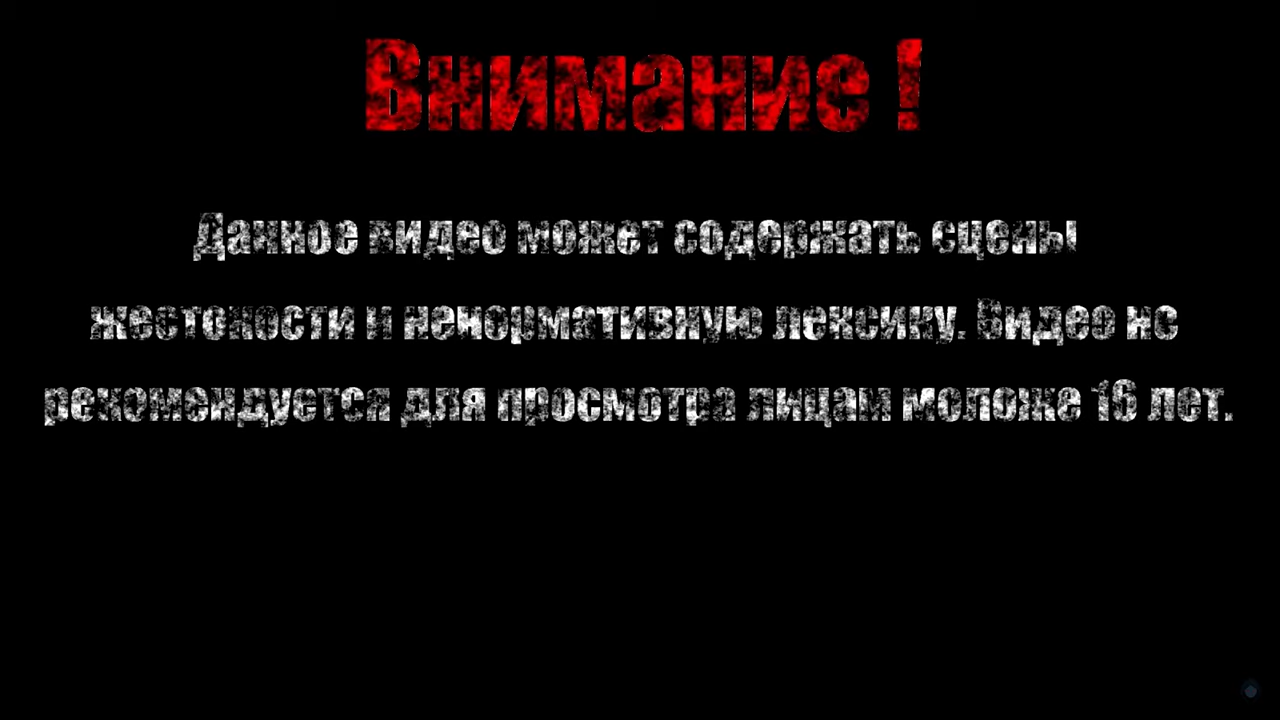 Внимание !
Данное видео может содержать сцены
жестокости и ненормативную лексику. Видео не
рекомендуется для просмотра лицам моложе 16 лет.